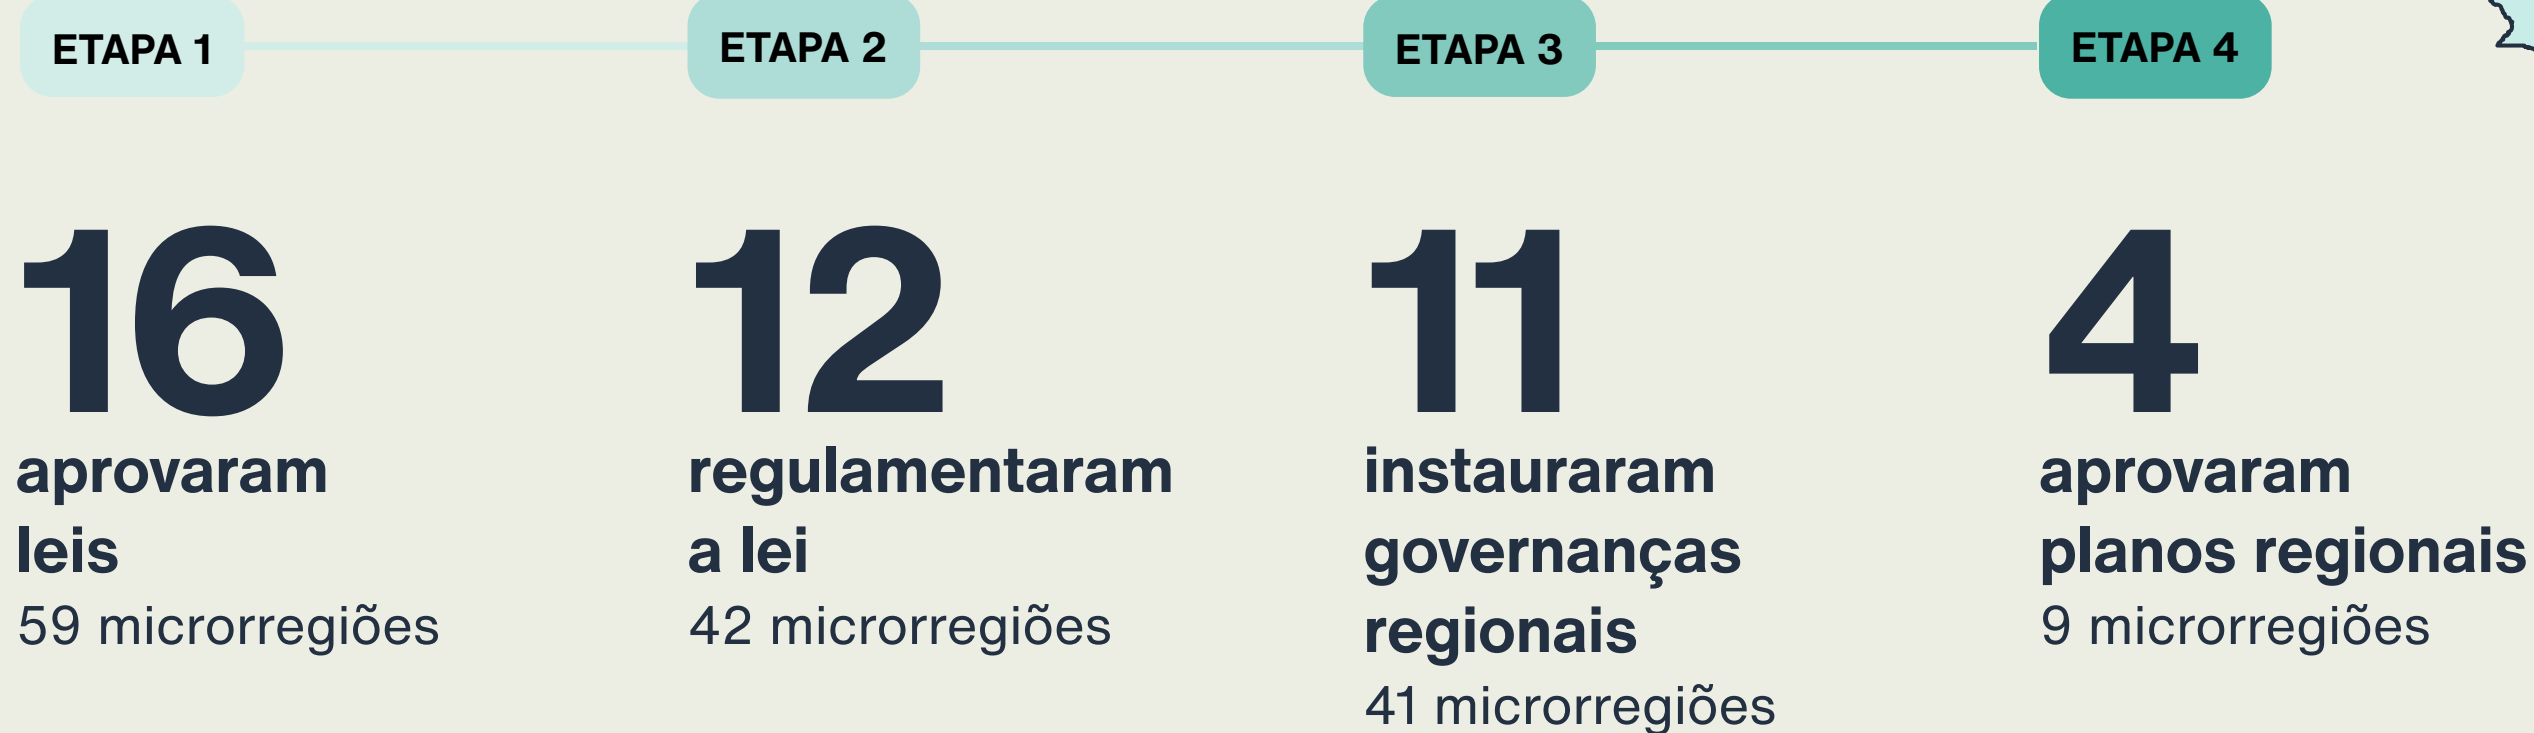 ETAPA 1
ETAPA 2
ETAPA 3
ETAPA 4
16
aprovaram
leis
59 microrregiões
12
regulamentaram
a lei
42 microrregiões
11
instauraram
governanças
regionais
41 microrregiões
4
aprovaram
planos regionais
9 microrregiões